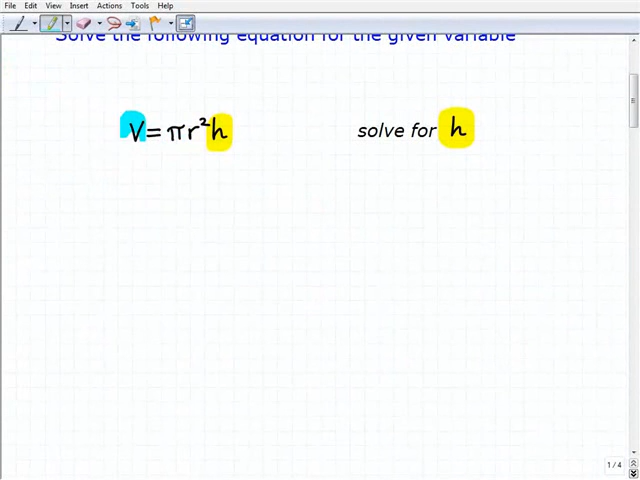 File Edit View Insert Actions Tools Help
Solve the following equation for the given variable
V = πr²h solve for h
1 / 4